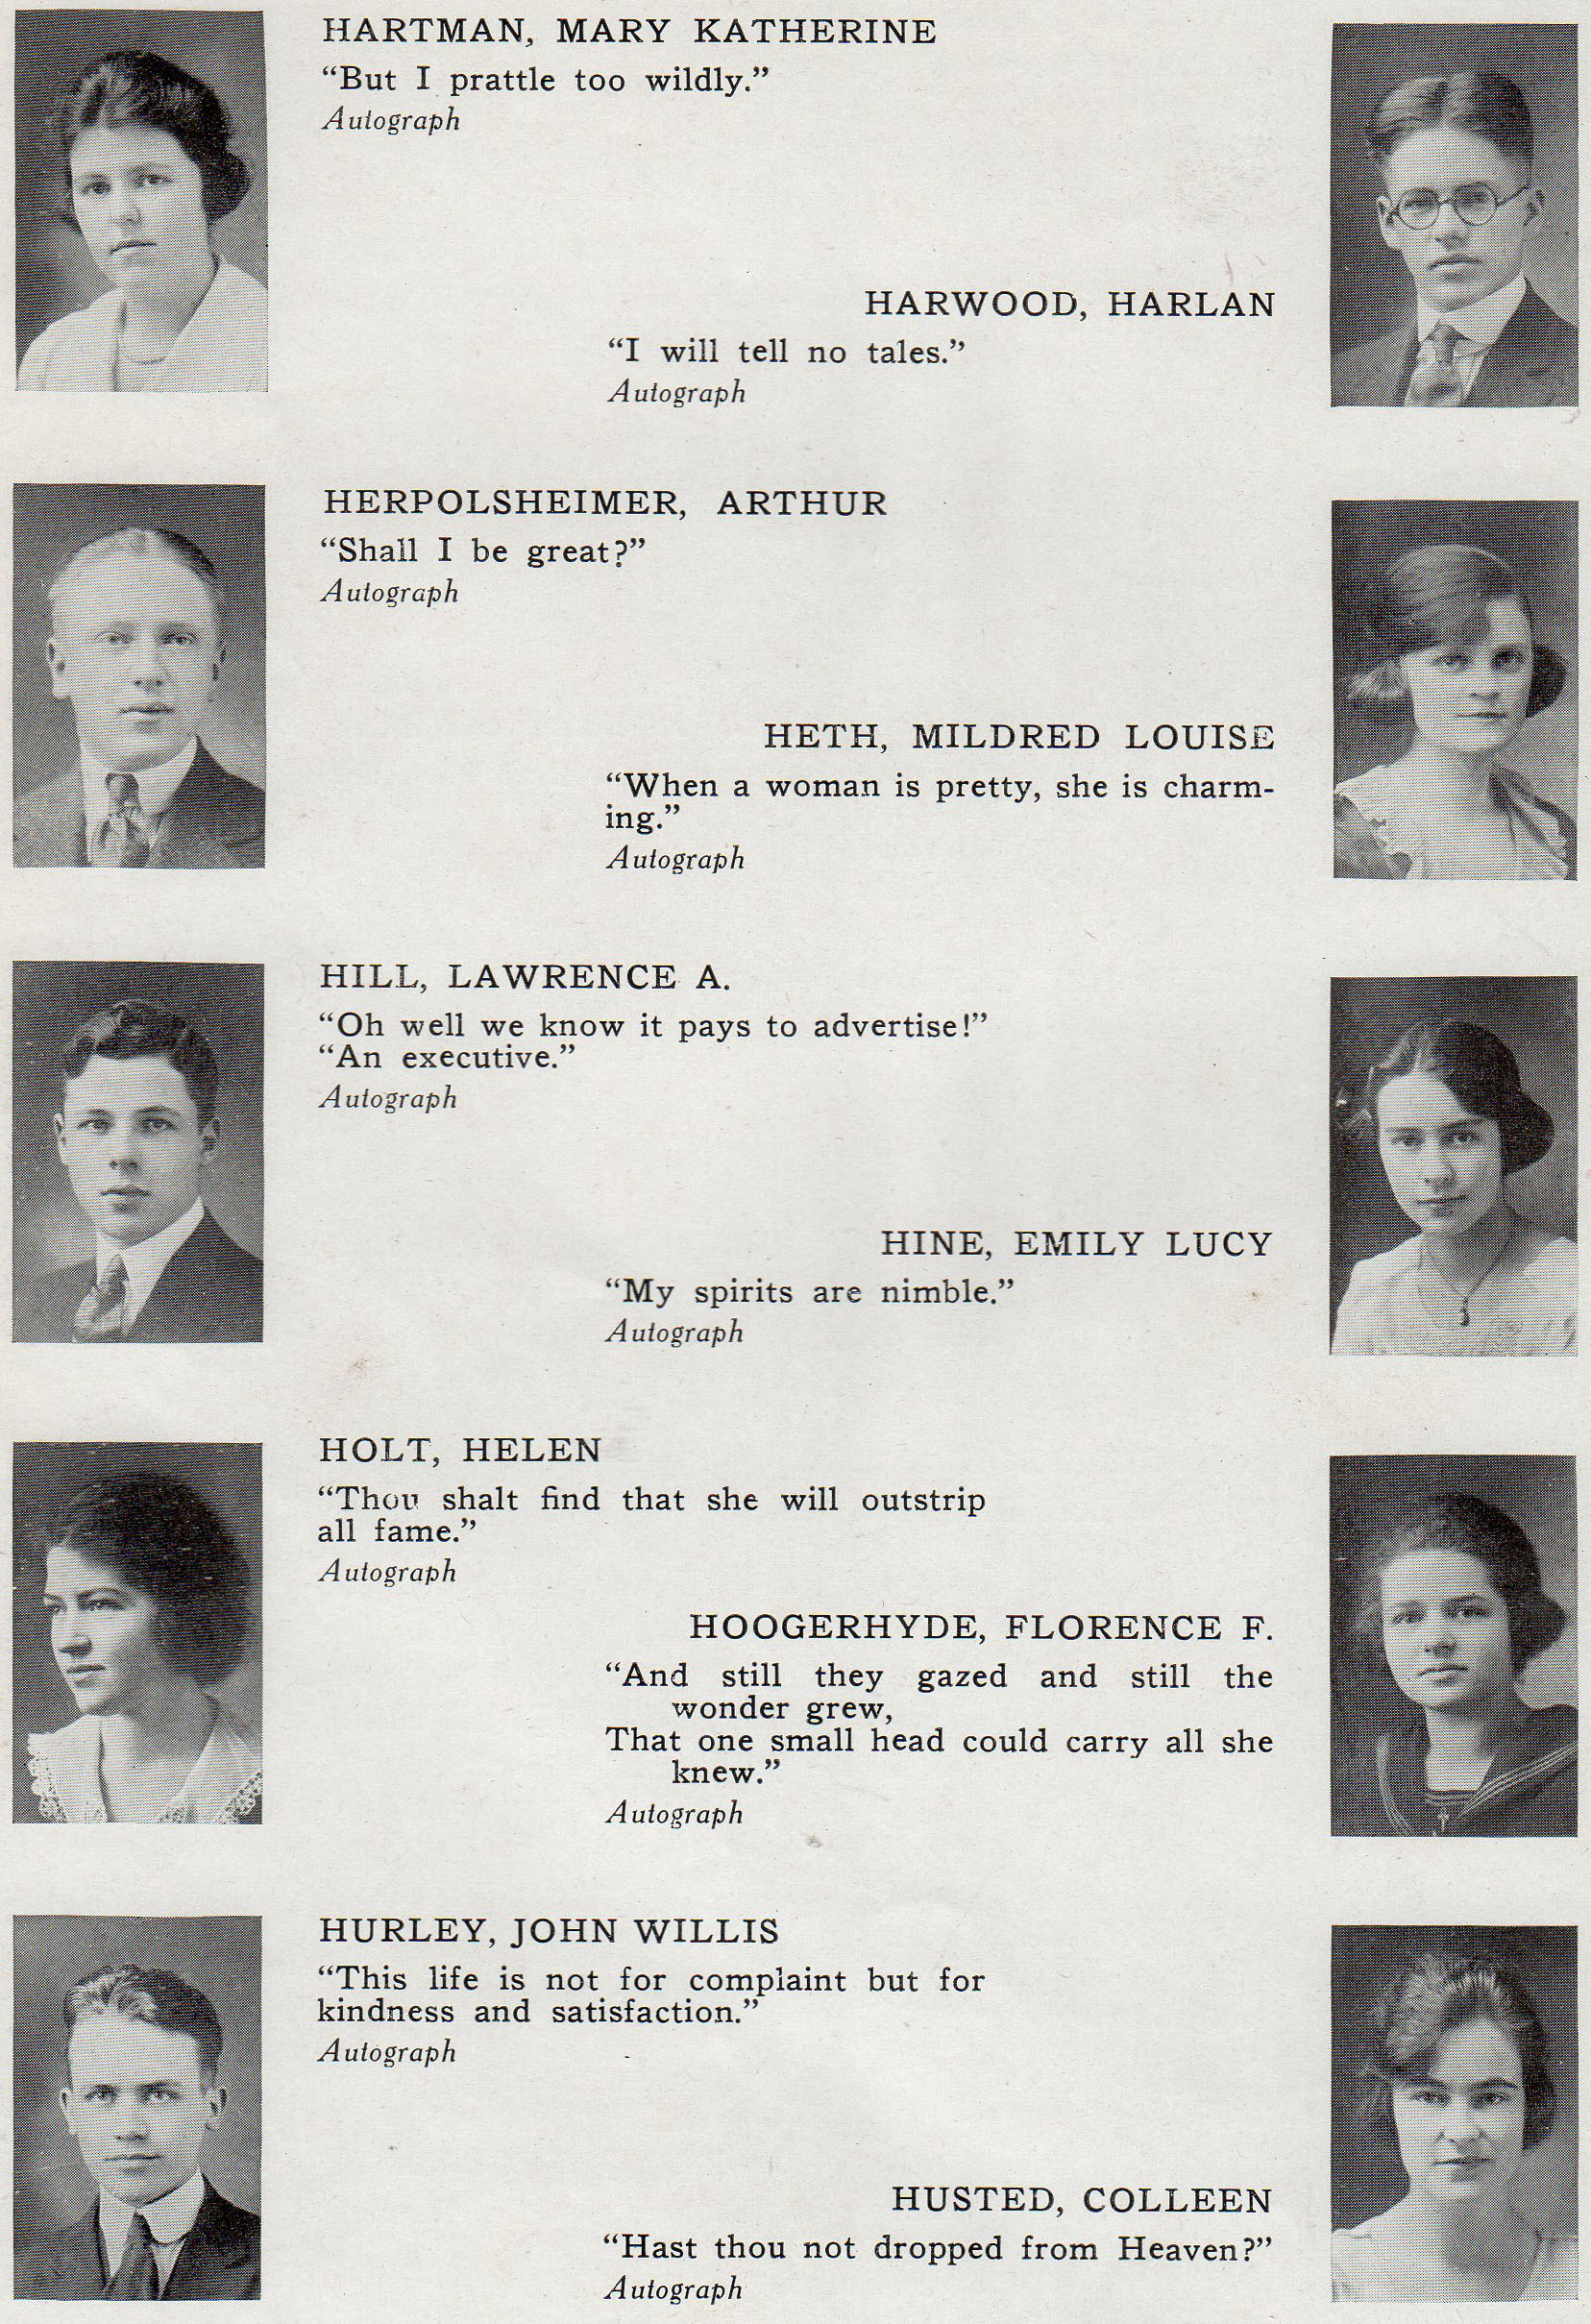 HARTMAN, MARY KATHERINE
“But I prattle too wildly.”
Autograph
HARWOOD, HARLAN
“I will tell no tales.”
Autograph
HERPOLSHEIMER, ARTHUR
“Shall I be great?”
Autograph
HETH, MILDRED LOUISE
“When a woman is pretty, she is charm-
ing.”
Autograph
HILL, LAWRENCE A.
“Oh well we know it pays to advertise!”
“An executive.”
Autograph
HINE, EMILY LUCY
“My spirits are nimble.”
Autograph
HOLT, HELEN
“Thou shalt find that she will outstrip
all fame.”
Autograph
HOOGERHYDE, FLORENCE F.
“And still they gazed and still the
wonder grew,
That one small head could carry all she
knew.”
Autograph
HURLEY, JOHN WILLIS
“This life is not for complaint but for
kindness and satisfaction.”
Autograph
HUSTED, COLLEEN
“Hast thou not dropped from Heaven?”
Autograph